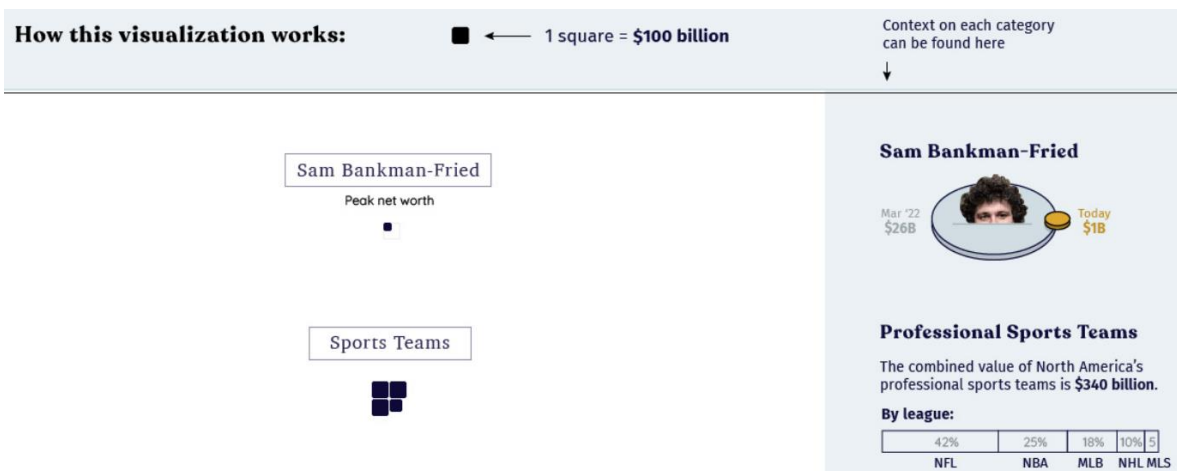 How this visualization works:
1 square = $100 billion
Context on each category
can be found here
Sam Bankman-Fried
Peak net worth
Sam Bankman-Fried
Mar '22
$26B
Today
$1B
Sports Teams
Professional Sports Teams
The combined value of North America's
professional sports teams is $340 billion.
By league:
42% 25% 18% 10% 5
NFL NBA MLB NHL MLS